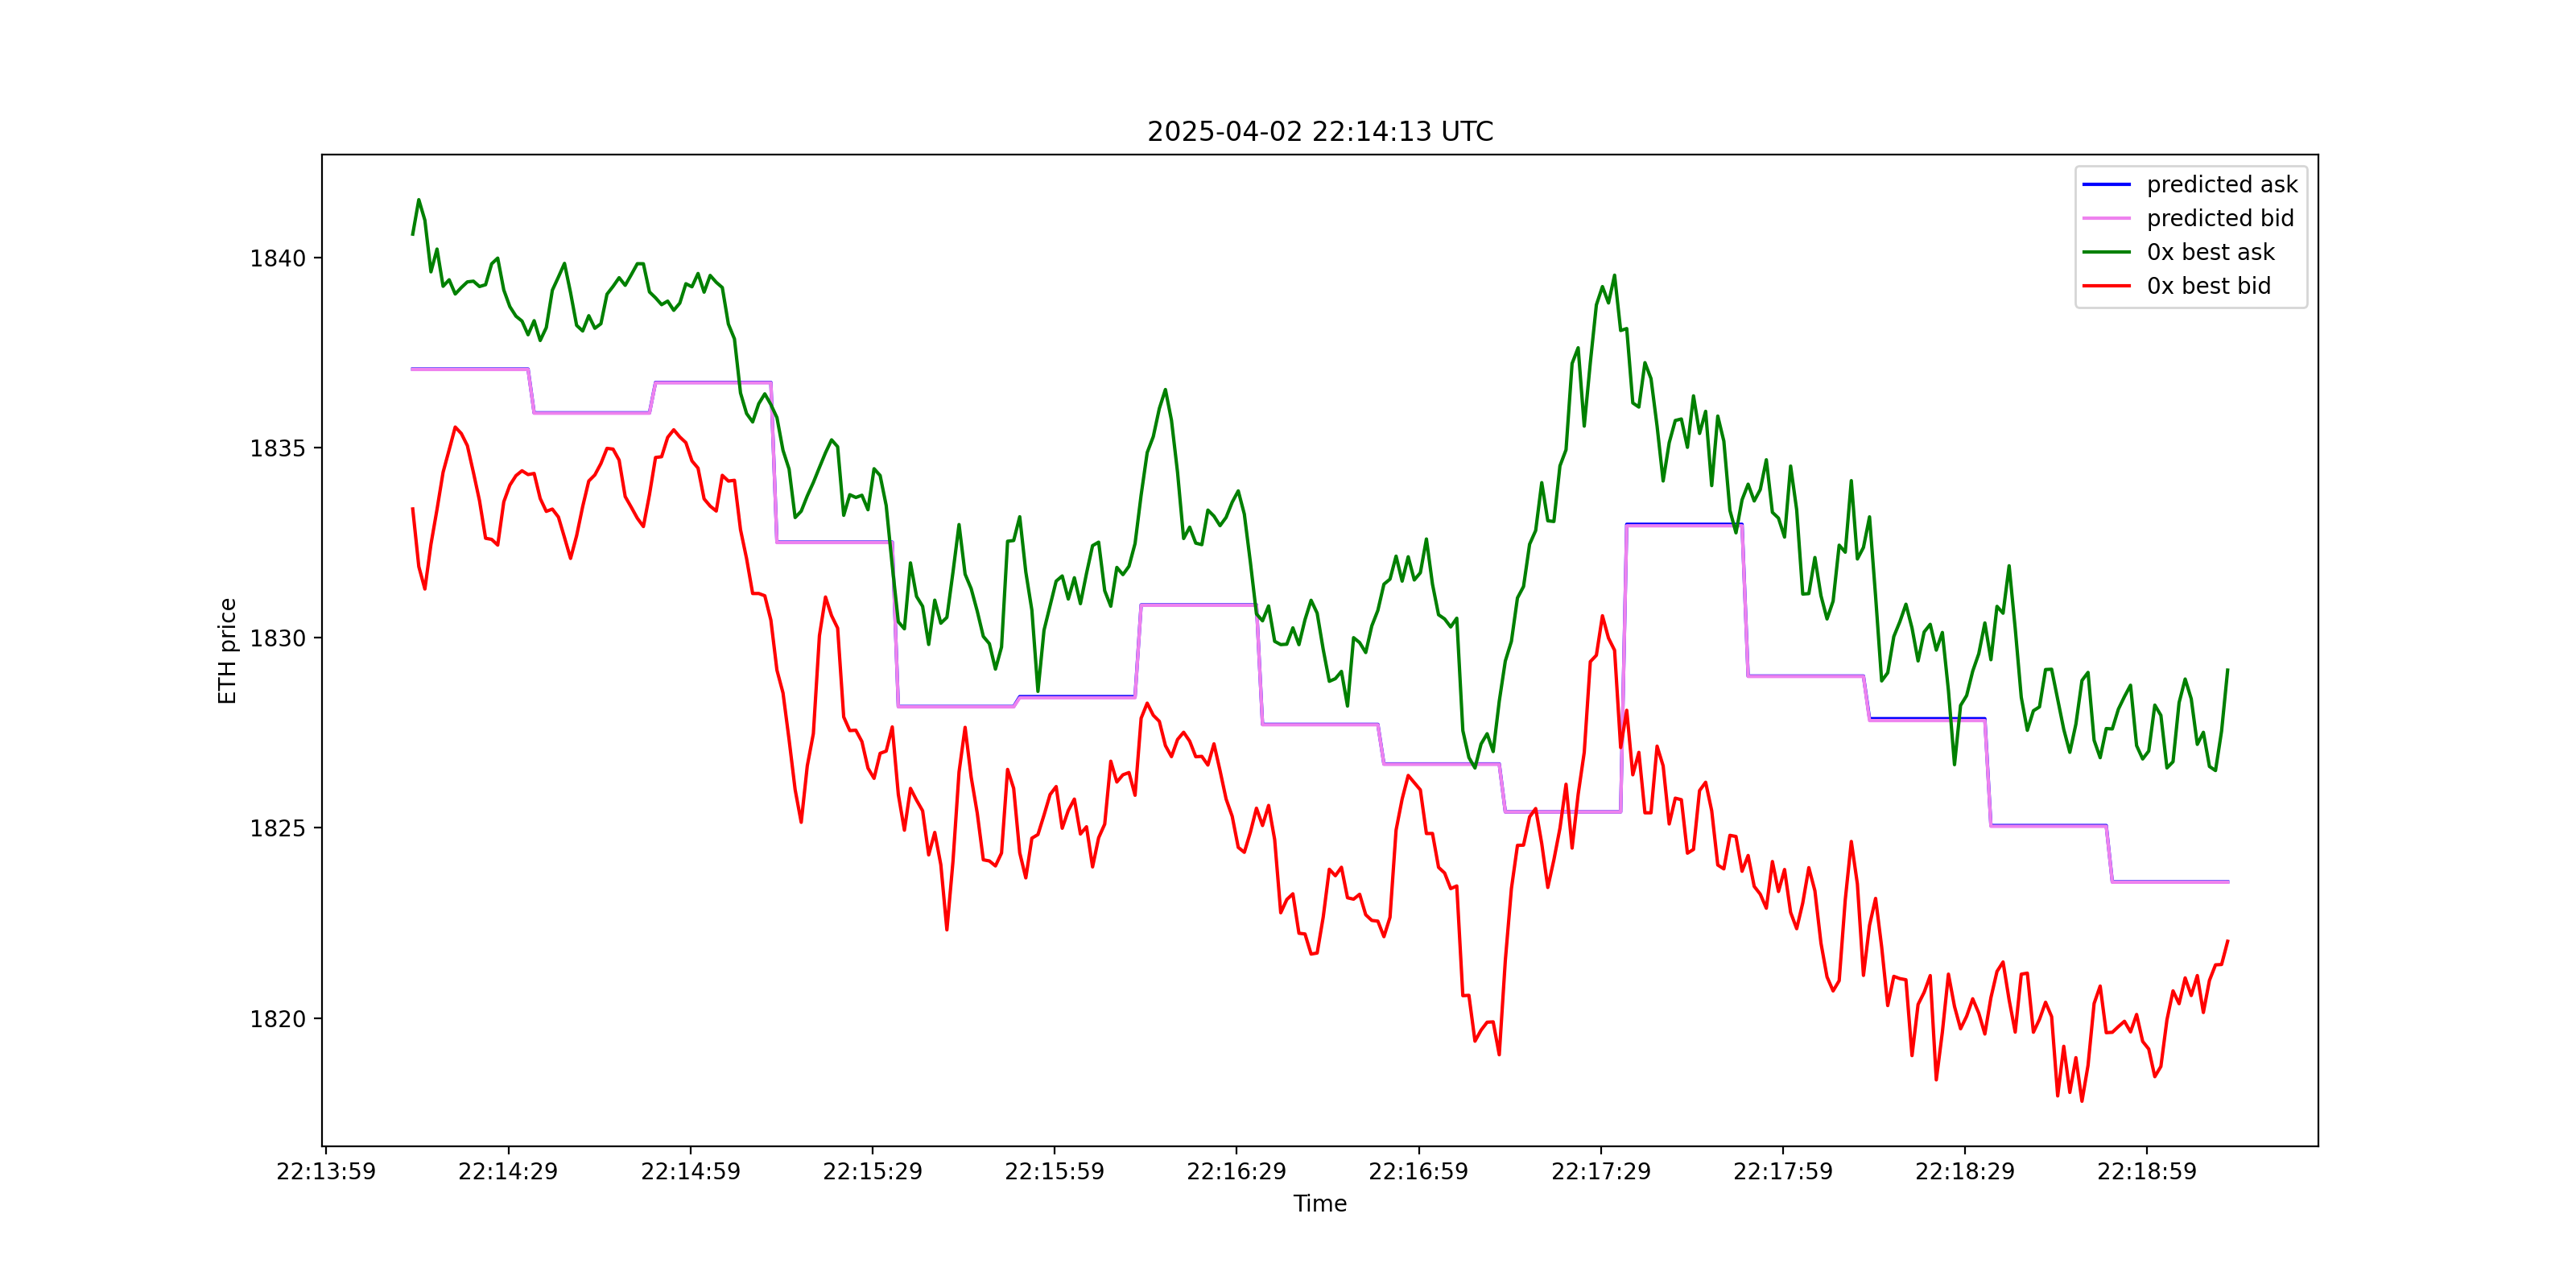 2025-04-02 22:14:13 UTC
predicted ask
predicted bid
0x best ask
0x best bid
ETH price
1840
1835
1830
1825
1820
22:13:59 22:14:29 22:14:59 22:15:29 22:15:59 22:16:29 22:16:59 22:17:29 22:17:59 22:18:29 22:18:59
Time